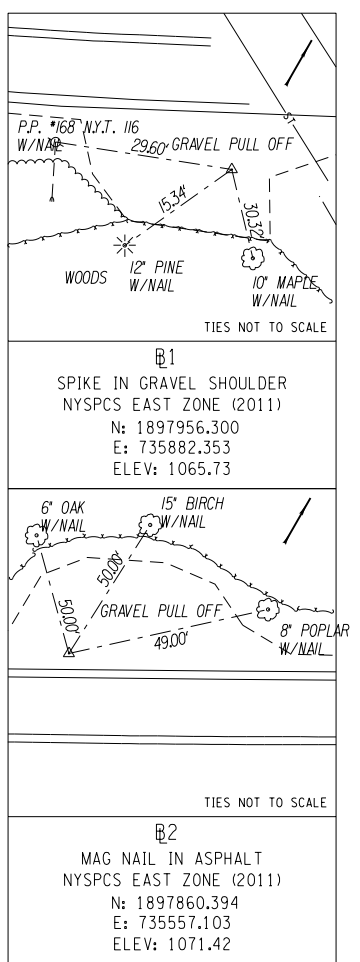 ST.
P.P. #168 N.Y.T. 116
W/NAIL
29.60' GRAVEL PULL OFF
15.34'
30.32'
WOODS
12" PINE
W/NAIL
10" MAPLE
W/NAIL
TIES NOT TO SCALE
BL1
SPIKE IN GRAVEL SHOULDER
NYSPCS EAST ZONE (2011)
N: 1897956.300
E: 735882.353
ELEV: 1065.73
6" OAK
W/NAIL
15" BIRCH
W/NAIL
50.00'
50.00'
GRAVEL PULL OFF
49.00'
8" POPLAR
W/NAIL
TIES NOT TO SCALE
BL2
MAG NAIL IN ASPHALT
NYSPCS EAST ZONE (2011)
N: 1897860.394
E: 735557.103
ELEV: 1071.42